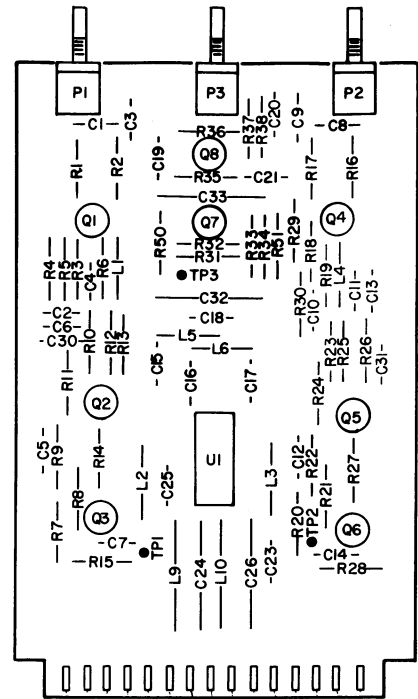 P1 P3 P2
C1 C3 C20 C9 C8
R36 R37 R38
R1 R2 C19 Q8 R17 R16
R35 C21
C33
Q1 R50 Q7 R29 Q4
R32 R33 R34 R51 R18
R4 R5 R3 C4 R6 L1 R31 R19 L4
TP3 C11 C13
C2 C32 R30 C10
C6 R10 R12 R13 C18
C30 L5 L6 R23 R25 R26
C15 C31
R11 C16 C17 R24
Q2 Q5
C5 R9 R14 U1 C12 R22 R27
L2 C25 L3
R8 R21
R7 Q3 R20 TP2 Q6
C7 TP1 C14
R15 L9 C24 L10 C26 C23 R28